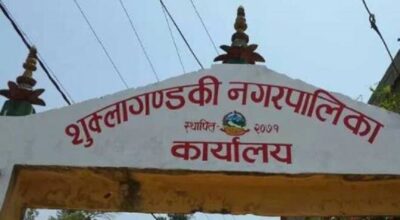 शुक्लागण्डकी नगरपालिका
स्थापित २०७१
कार्यालय